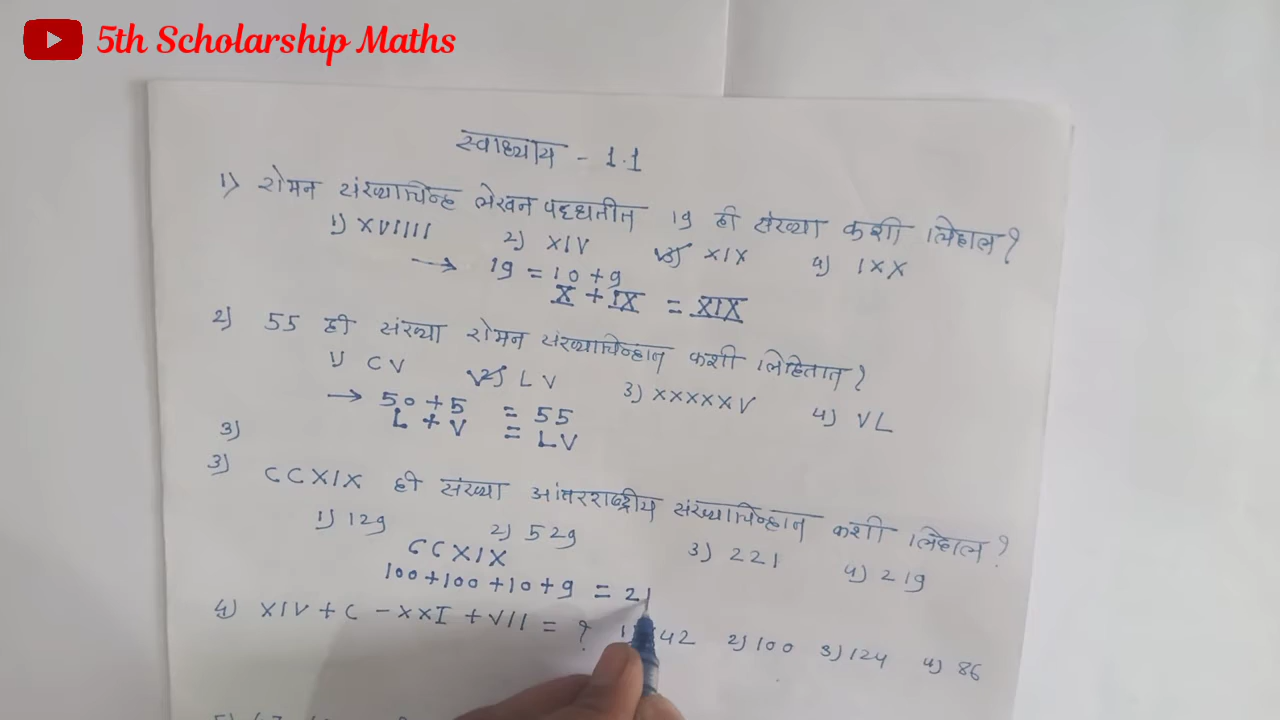 5th Scholarship Maths
स्वाध्याय - 1.1
1) रोमन संख्याचिन्ह लेखन पद्धतीत 19 ही संख्या कशी लिहाल?
1) XVIIII 2) XIV 3) XIX 4) IXX
→ 19 = 10 + 9
X + IX = XIX
2) 55 ही संख्या रोमन संख्याचिन्हात कशी लिहितात?
1) CV 2) LV 3) XXXXXV 4) VL
→ 50 + 5 = 55
L + V = LV
3)
3) CCXIX ही संख्या आंतरराष्ट्रीय संख्याचिन्हात कशी लिहाल?
1) 129 2) 529 3) 221 4) 219
CCXIX
100 + 100 + 10 + 9 = 21
4) XIV + C - XXI + VII = ? 42 2) 100 3) 124 4) 86